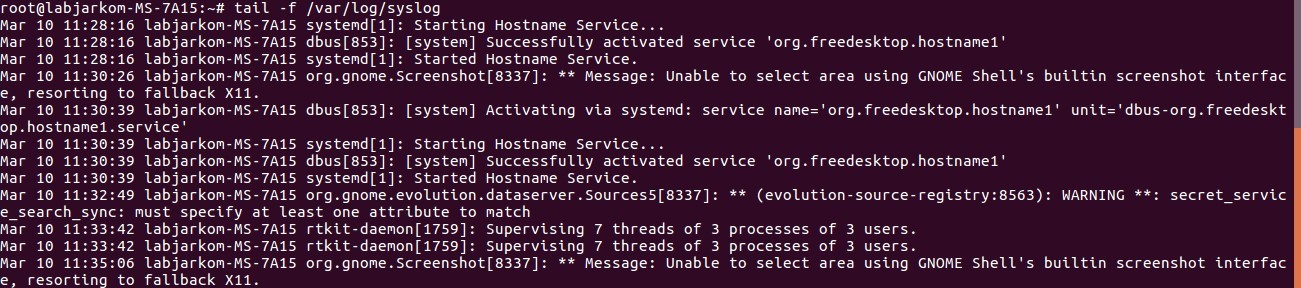 root@labjarkom-MS-7A15:~# tail -f /var/log/syslog
Mar 10 11:28:16 labjarkom-MS-7A15 systemd[1]: Starting Hostname Service...
Mar 10 11:28:16 labjarkom-MS-7A15 dbus[853]: [system] Successfully activated service 'org.freedesktop.hostname1'
Mar 10 11:28:16 labjarkom-MS-7A15 systemd[1]: Started Hostname Service.
Mar 10 11:30:26 labjarkom-MS-7A15 org.gnome.Screenshot[8337]: ** Message: Unable to select area using GNOME Shell's builtin screenshot interfac
e, resorting to fallback X11.
Mar 10 11:30:39 labjarkom-MS-7A15 dbus[853]: [system] Activating via systemd: service name='org.freedesktop.hostname1' unit='dbus-org.freedeskt
op.hostname1.service'
Mar 10 11:30:39 labjarkom-MS-7A15 systemd[1]: Starting Hostname Service...
Mar 10 11:30:39 labjarkom-MS-7A15 dbus[853]: [system] Successfully activated service 'org.freedesktop.hostname1'
Mar 10 11:30:39 labjarkom-MS-7A15 systemd[1]: Started Hostname Service.
Mar 10 11:32:49 labjarkom-MS-7A15 org.gnome.evolution.dataserver.Sources5[8337]: ** (evolution-source-registry:8563): WARNING **: secret_servic
e_search_sync: must specify at least one attribute to match
Mar 10 11:33:42 labjarkom-MS-7A15 rtkit-daemon[1759]: Supervising 7 threads of 3 processes of 3 users.
Mar 10 11:33:42 labjarkom-MS-7A15 rtkit-daemon[1759]: Supervising 7 threads of 3 processes of 3 users.
Mar 10 11:35:06 labjarkom-MS-7A15 org.gnome.Screenshot[8337]: ** Message: Unable to select area using GNOME Shell's builtin screenshot interfac
e, resorting to fallback X11.